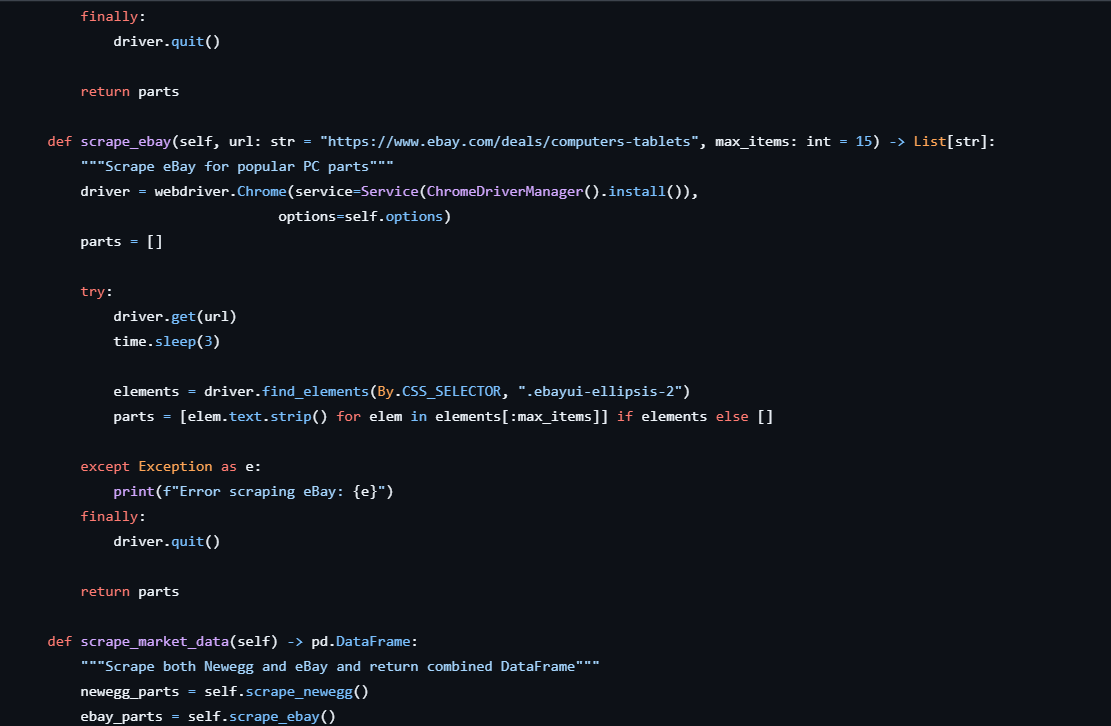 finally:
driver.quit()
return parts
def scrape_ebay(self, url: str = "https://www.ebay.com/deals/computers-tablets", max_items: int = 15) -> List[str]:
"""Scrape eBay for popular PC parts"""
driver = webdriver.Chrome(service=Service(ChromeDriverManager().install()),
options=self.options)
parts = []
try:
driver.get(url)
time.sleep(3)
elements = driver.find_elements(By.CSS_SELECTOR, ".ebayui-ellipsis-2")
parts = [elem.text.strip() for elem in elements[:max_items]] if elements else []
except Exception as e:
print(f"Error scraping eBay: {e}")
finally:
driver.quit()
return parts
def scrape_market_data(self) -> pd.DataFrame:
"""Scrape both Newegg and eBay and return combined DataFrame"""
newegg_parts = self.scrape_newegg()
ebay_parts = self.scrape_ebay()